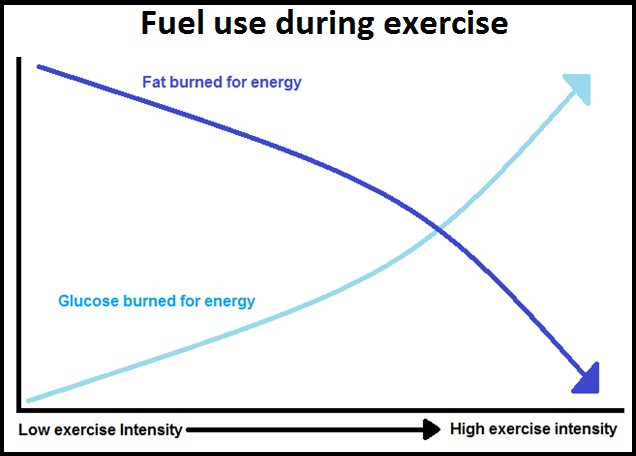 Fuel use during exercise
Fat burned for energy
Glucose burned for energy
Low exercise Intensity
High exercise intensity